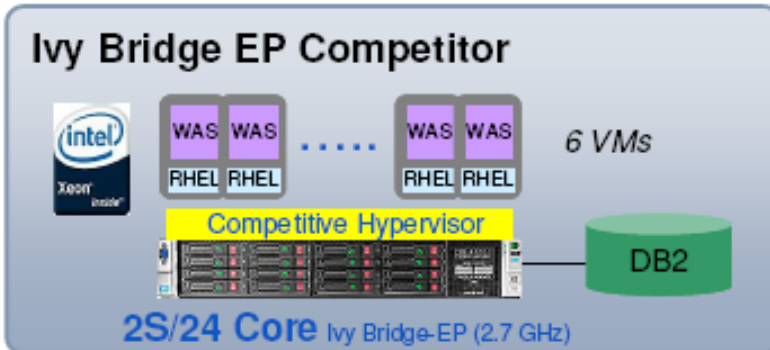 Ivy Bridge EP Competitor
intel
Xeon
inside
WAS WAS ..... WAS WAS
RHEL RHEL RHEL RHEL
6 VMs
Competitive Hypervisor
DB2
2S/24 Core Ivy Bridge-EP (2.7 GHz)